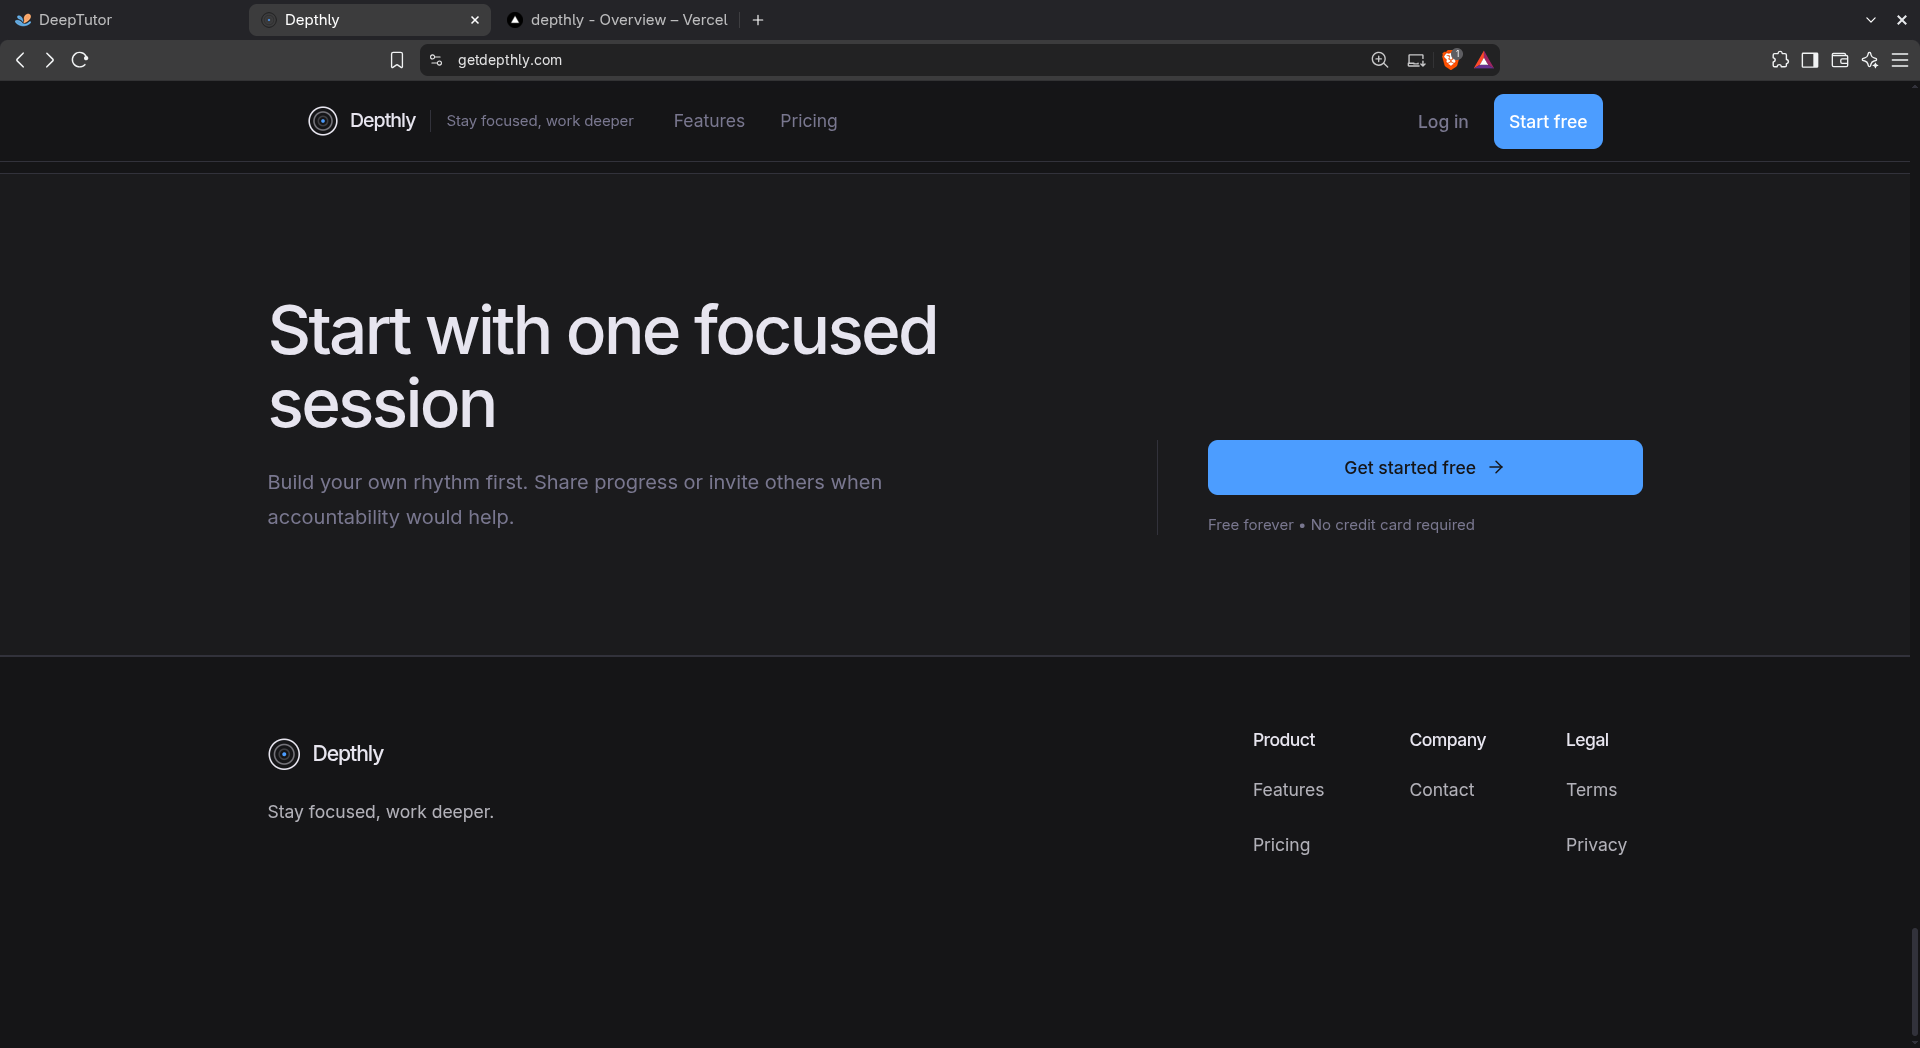 DeepTutor
Depthly
depthly - Overview – Vercel
getdepthly.com
1
Depthly
Stay focused, work deeper
Features
Pricing
Log in
Start free
Start with one focused
session
Build your own rhythm first. Share progress or invite others when
accountability would help.
Get started free →
Free forever • No credit card required
Depthly
Stay focused, work deeper.
Product
Features
Pricing
Company
Contact
Legal
Terms
Privacy